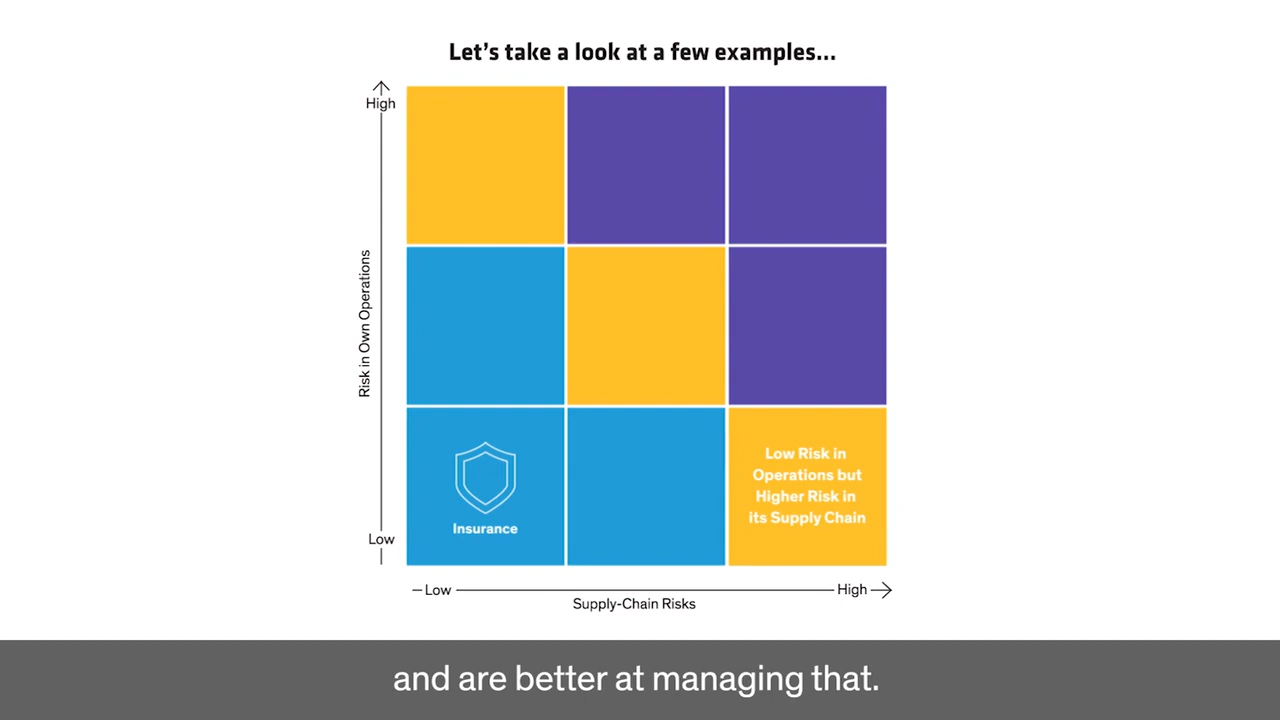 Let's take a look at a few examples...
High
Risk in Own Operations
Low Risk in
Operations but
Higher Risk in
its Supply Chain
Insurance
Low
Low
High
Supply-Chain Risks
and are better at managing that.